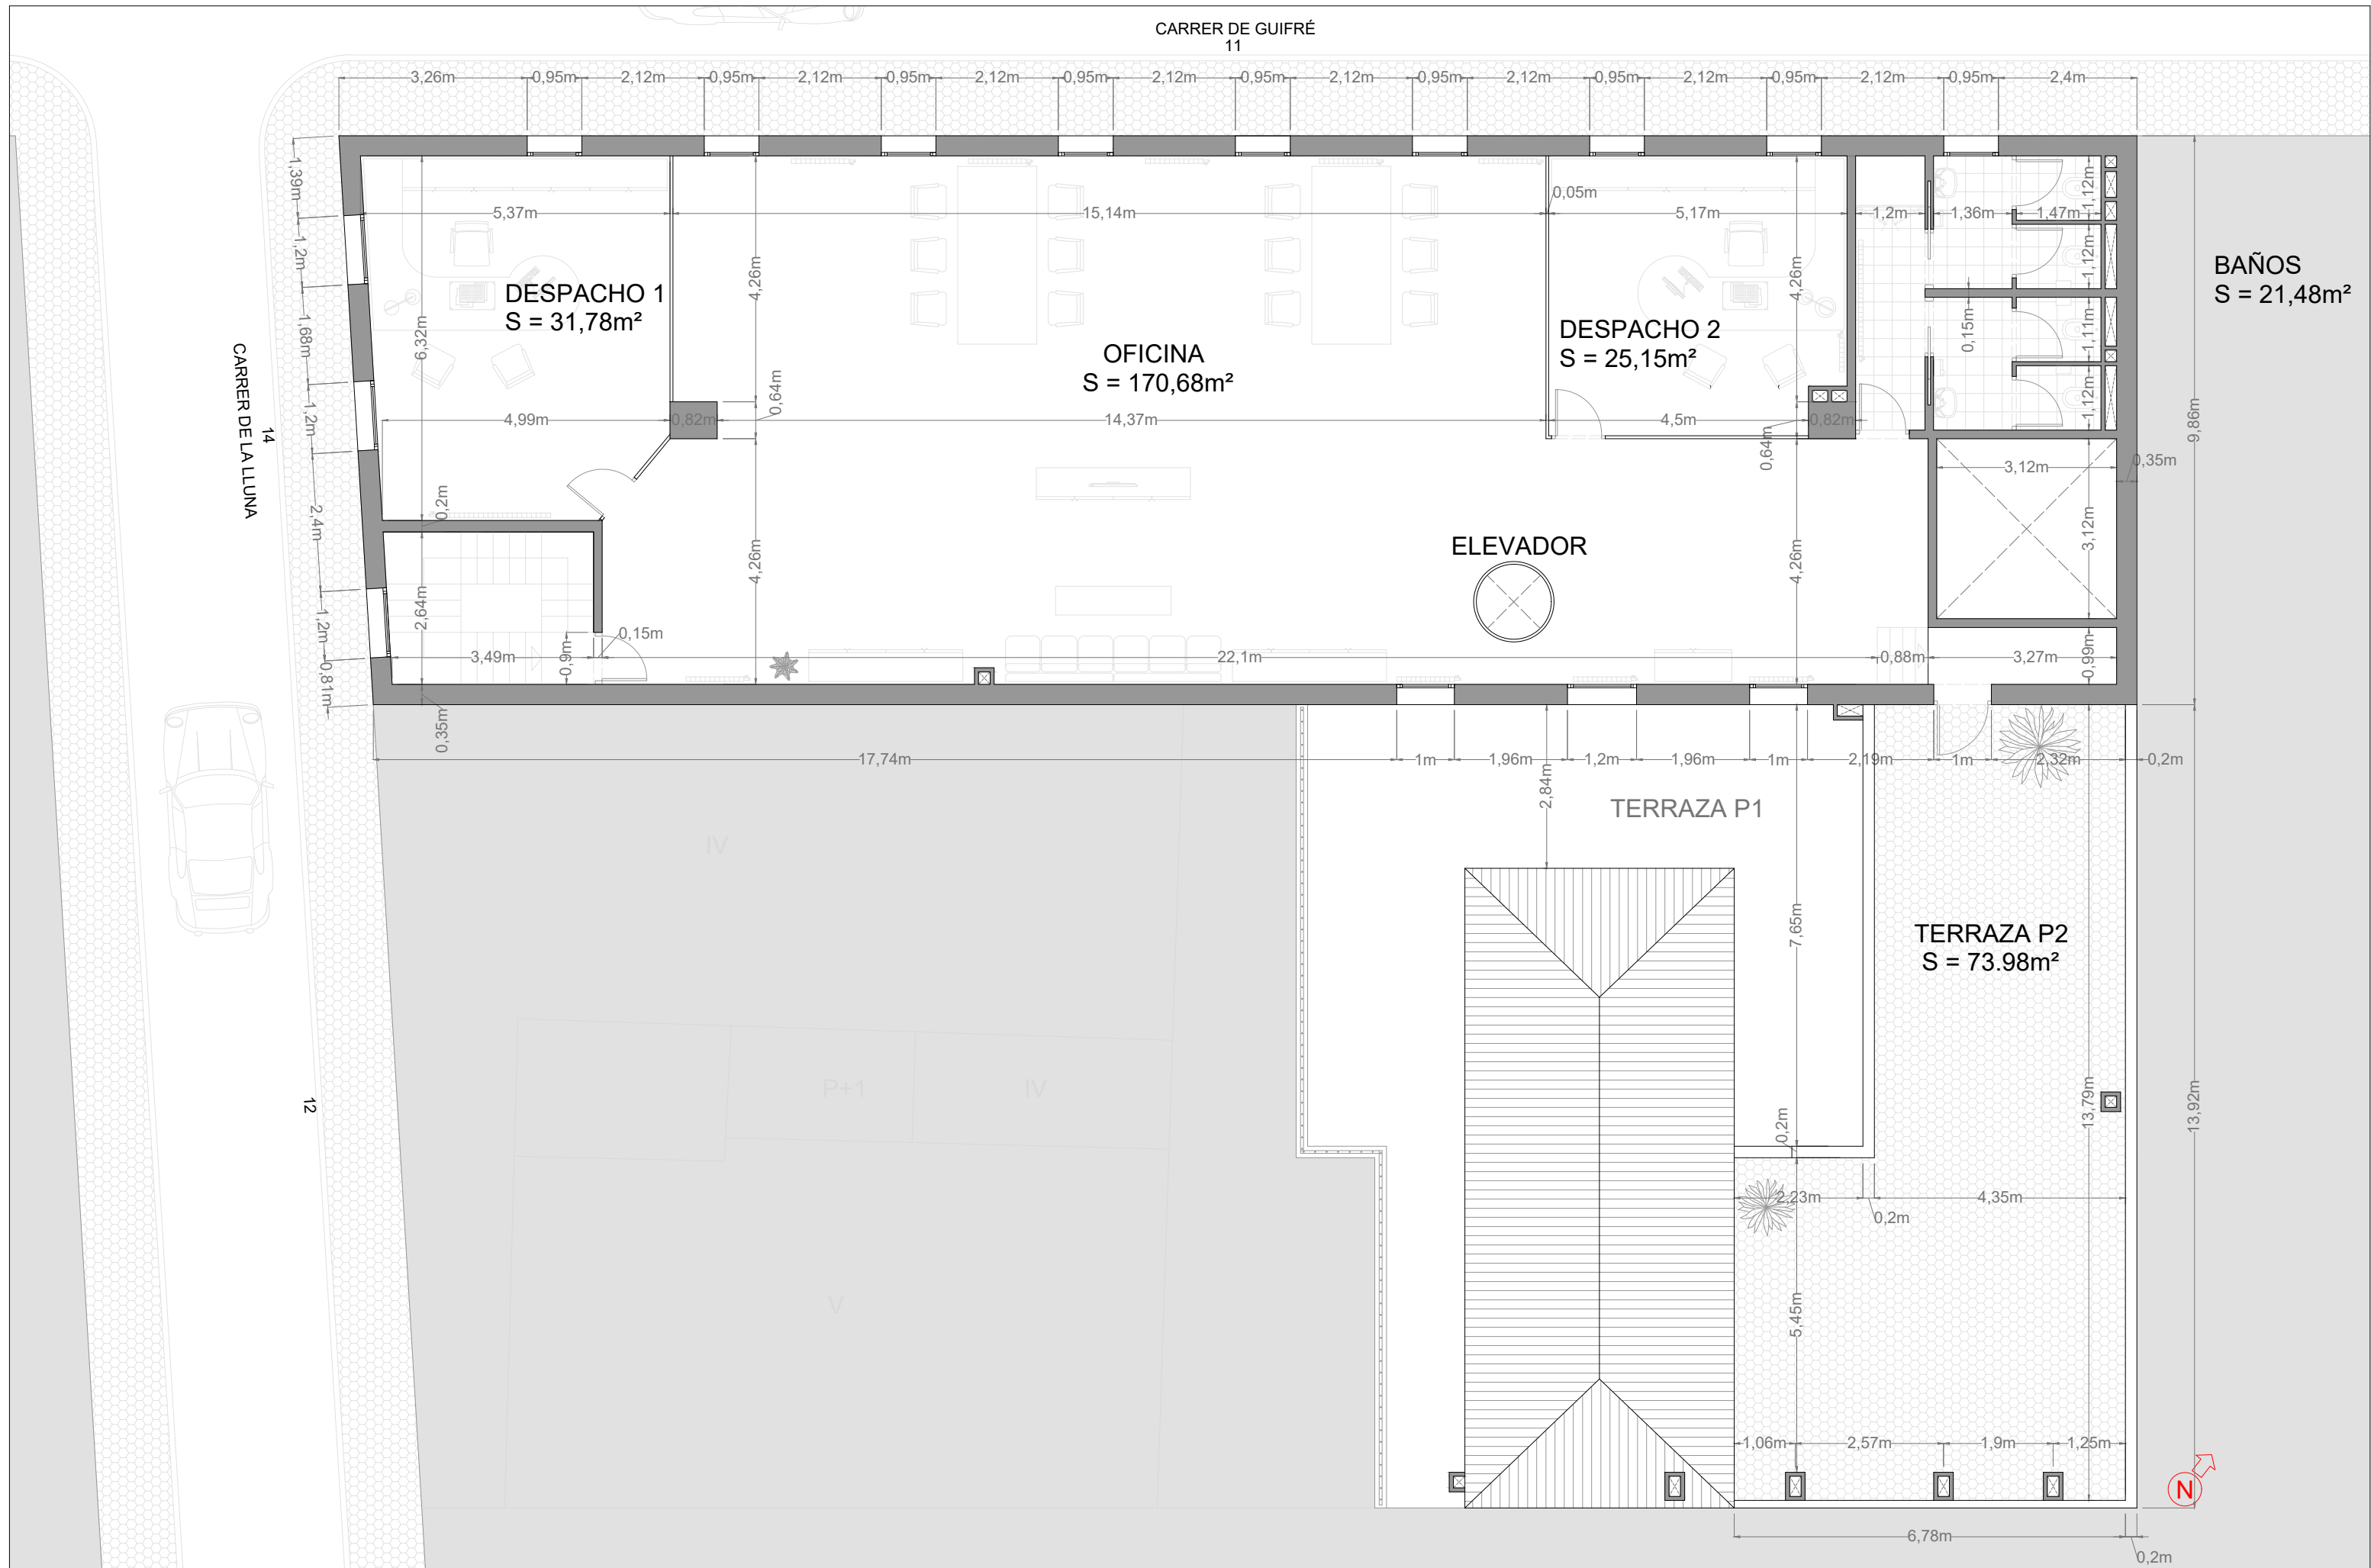 CARRER DE GUIFRÉ
11
3,26m
0,95m
2,12m
0,95m
2,12m
0,95m
2,12m
0,95m
2,12m
0,95m
2,12m
0,95m
2,12m
0,95m
2,12m
0,95m
2,12m
0,95m
2,4m
1,39m
1,2m
1,68m
1,2m
2,4m
1,2m
0,81m
CARRER DE LA LLUNA
14
12
5,37m
15,14m
0,05m
5,17m
1,2m
1,36m
1,47m
1,12m
1,12m
1,11m
1,12m
0,15m
DESPACHO 1
S = 31,78m²
6,32m
4,26m
OFICINA
S = 170,68m²
4,26m
DESPACHO 2
S = 25,15m²
BAÑOS
S = 21,48m²
4,99m
0,82m
0,64m
14,37m
4,5m
0,82m
0,64m
9,86m
0,35m
3,12m
3,12m
0,2m
4,26m
4,26m
ELEVADOR
2,64m
3,49m
0,9m
0,15m
22,1m
0,88m
3,27m
0,99m
0,35m
17,74m
1m
1,96m
1,2m
1,96m
1m
2,19m
1m
2,32m
0,2m
2,84m
TERRAZA P1
7,65m
TERRAZA P2
S = 73.98m²
IV
P+1
IV
V
13,79m
13,92m
0,2m
2,23m
0,2m
4,35m
5,45m
1,06m
2,57m
1,9m
1,25m
6,78m
0,2m
N